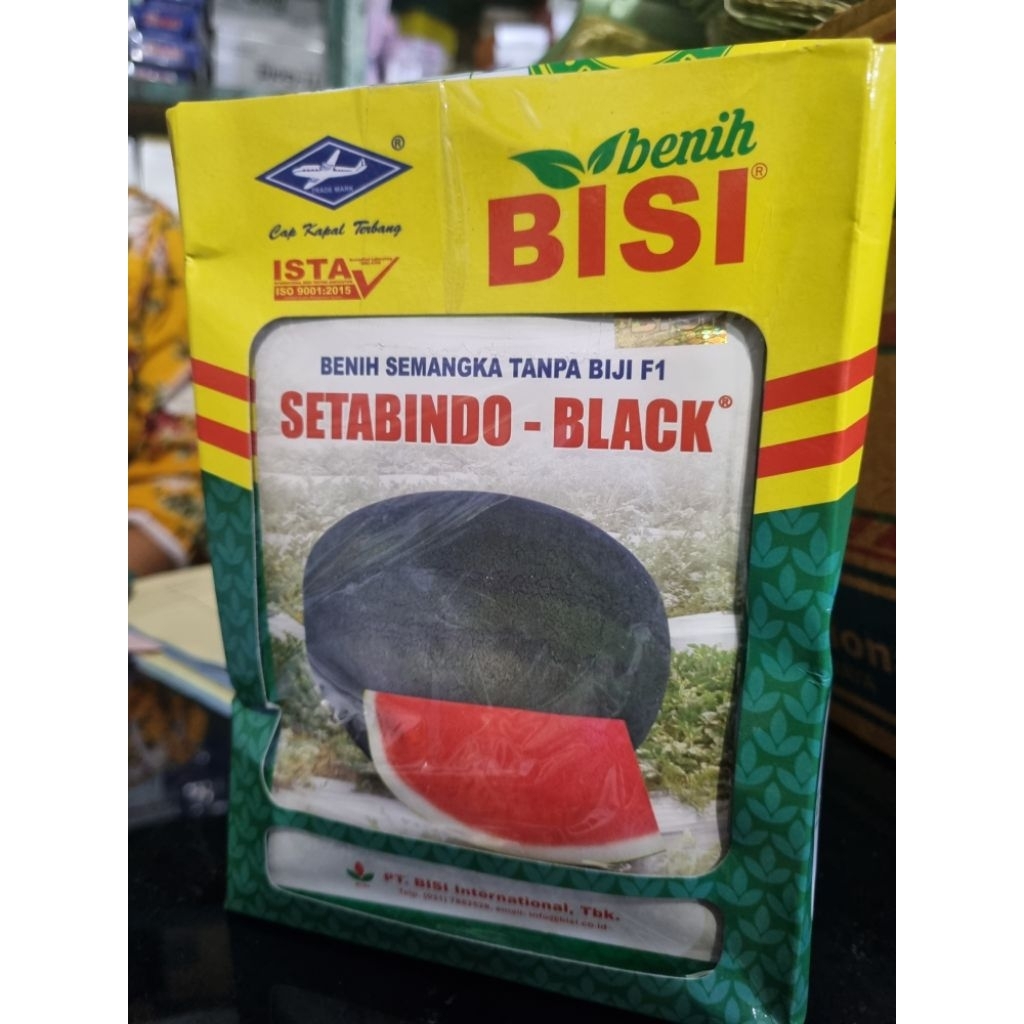 benih
BISI®
®
TRADE MARK
Cap Kapal Terbang
ISTA
ISO 9001:2015
BISI
BENIH SEMANGKA TANPA BIJI F1
SETABINDO - BLACK®
PT. BISI International, Tbk.